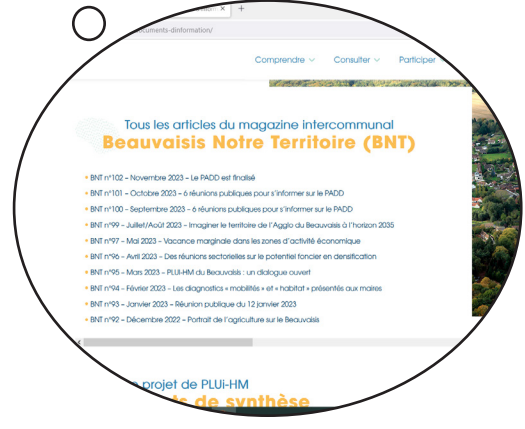 × +
cuments-dinformation/
Comprendre Consulter Participer
Tous les articles du magazine intercommunal
Beauvaisis Notre Territoire (BNT)
• BNT n°102 – Novembre 2023 – Le PADD est finalisé
• BNT n°101 – Octobre 2023 – 6 réunions publiques pour s'informer sur le PADD
• BNT n°100 – Septembre 2023 – 6 réunions publiques pour s'informer sur le PADD
• BNT n°99 – Juillet/Août 2023 – Imaginer le territoire de l'Agglo du Beauvaisis à l'horizon 2035
• BNT n°97 – Mai 2023 – Vacance marginale dans les zones d'activité économique
• BNT n°96 – Avril 2023 – Des réunions sectorielles sur le potentiel foncier en densification
• BNT n°95 – Mars 2023 – PLUi-HM du Beauvaisis : un dialogue ouvert
• BNT n°94 – Février 2023 – Les diagnostics « mobilités » et « habitat » présentés aux maires
• BNT n°93 – Janvier 2023 – Réunion publique du 12 janvier 2023
• BNT n°92 – Décembre 2022 – Portrait de l'agriculture sur le Beauvaisis
projet de PLUi-HM
de synthèse